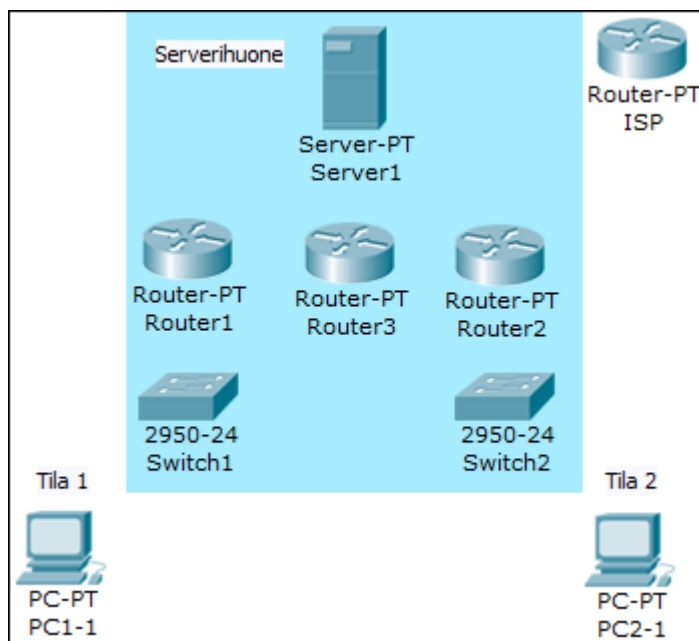 Serverihuone
Router-PT
ISP
Server-PT
Server1
Router-PT
Router1
Router-PT
Router3
Router-PT
Router2
2950-24
Switch1
2950-24
Switch2
Tila 1
Tila 2
PC-PT
PC1-1
PC-PT
PC2-1